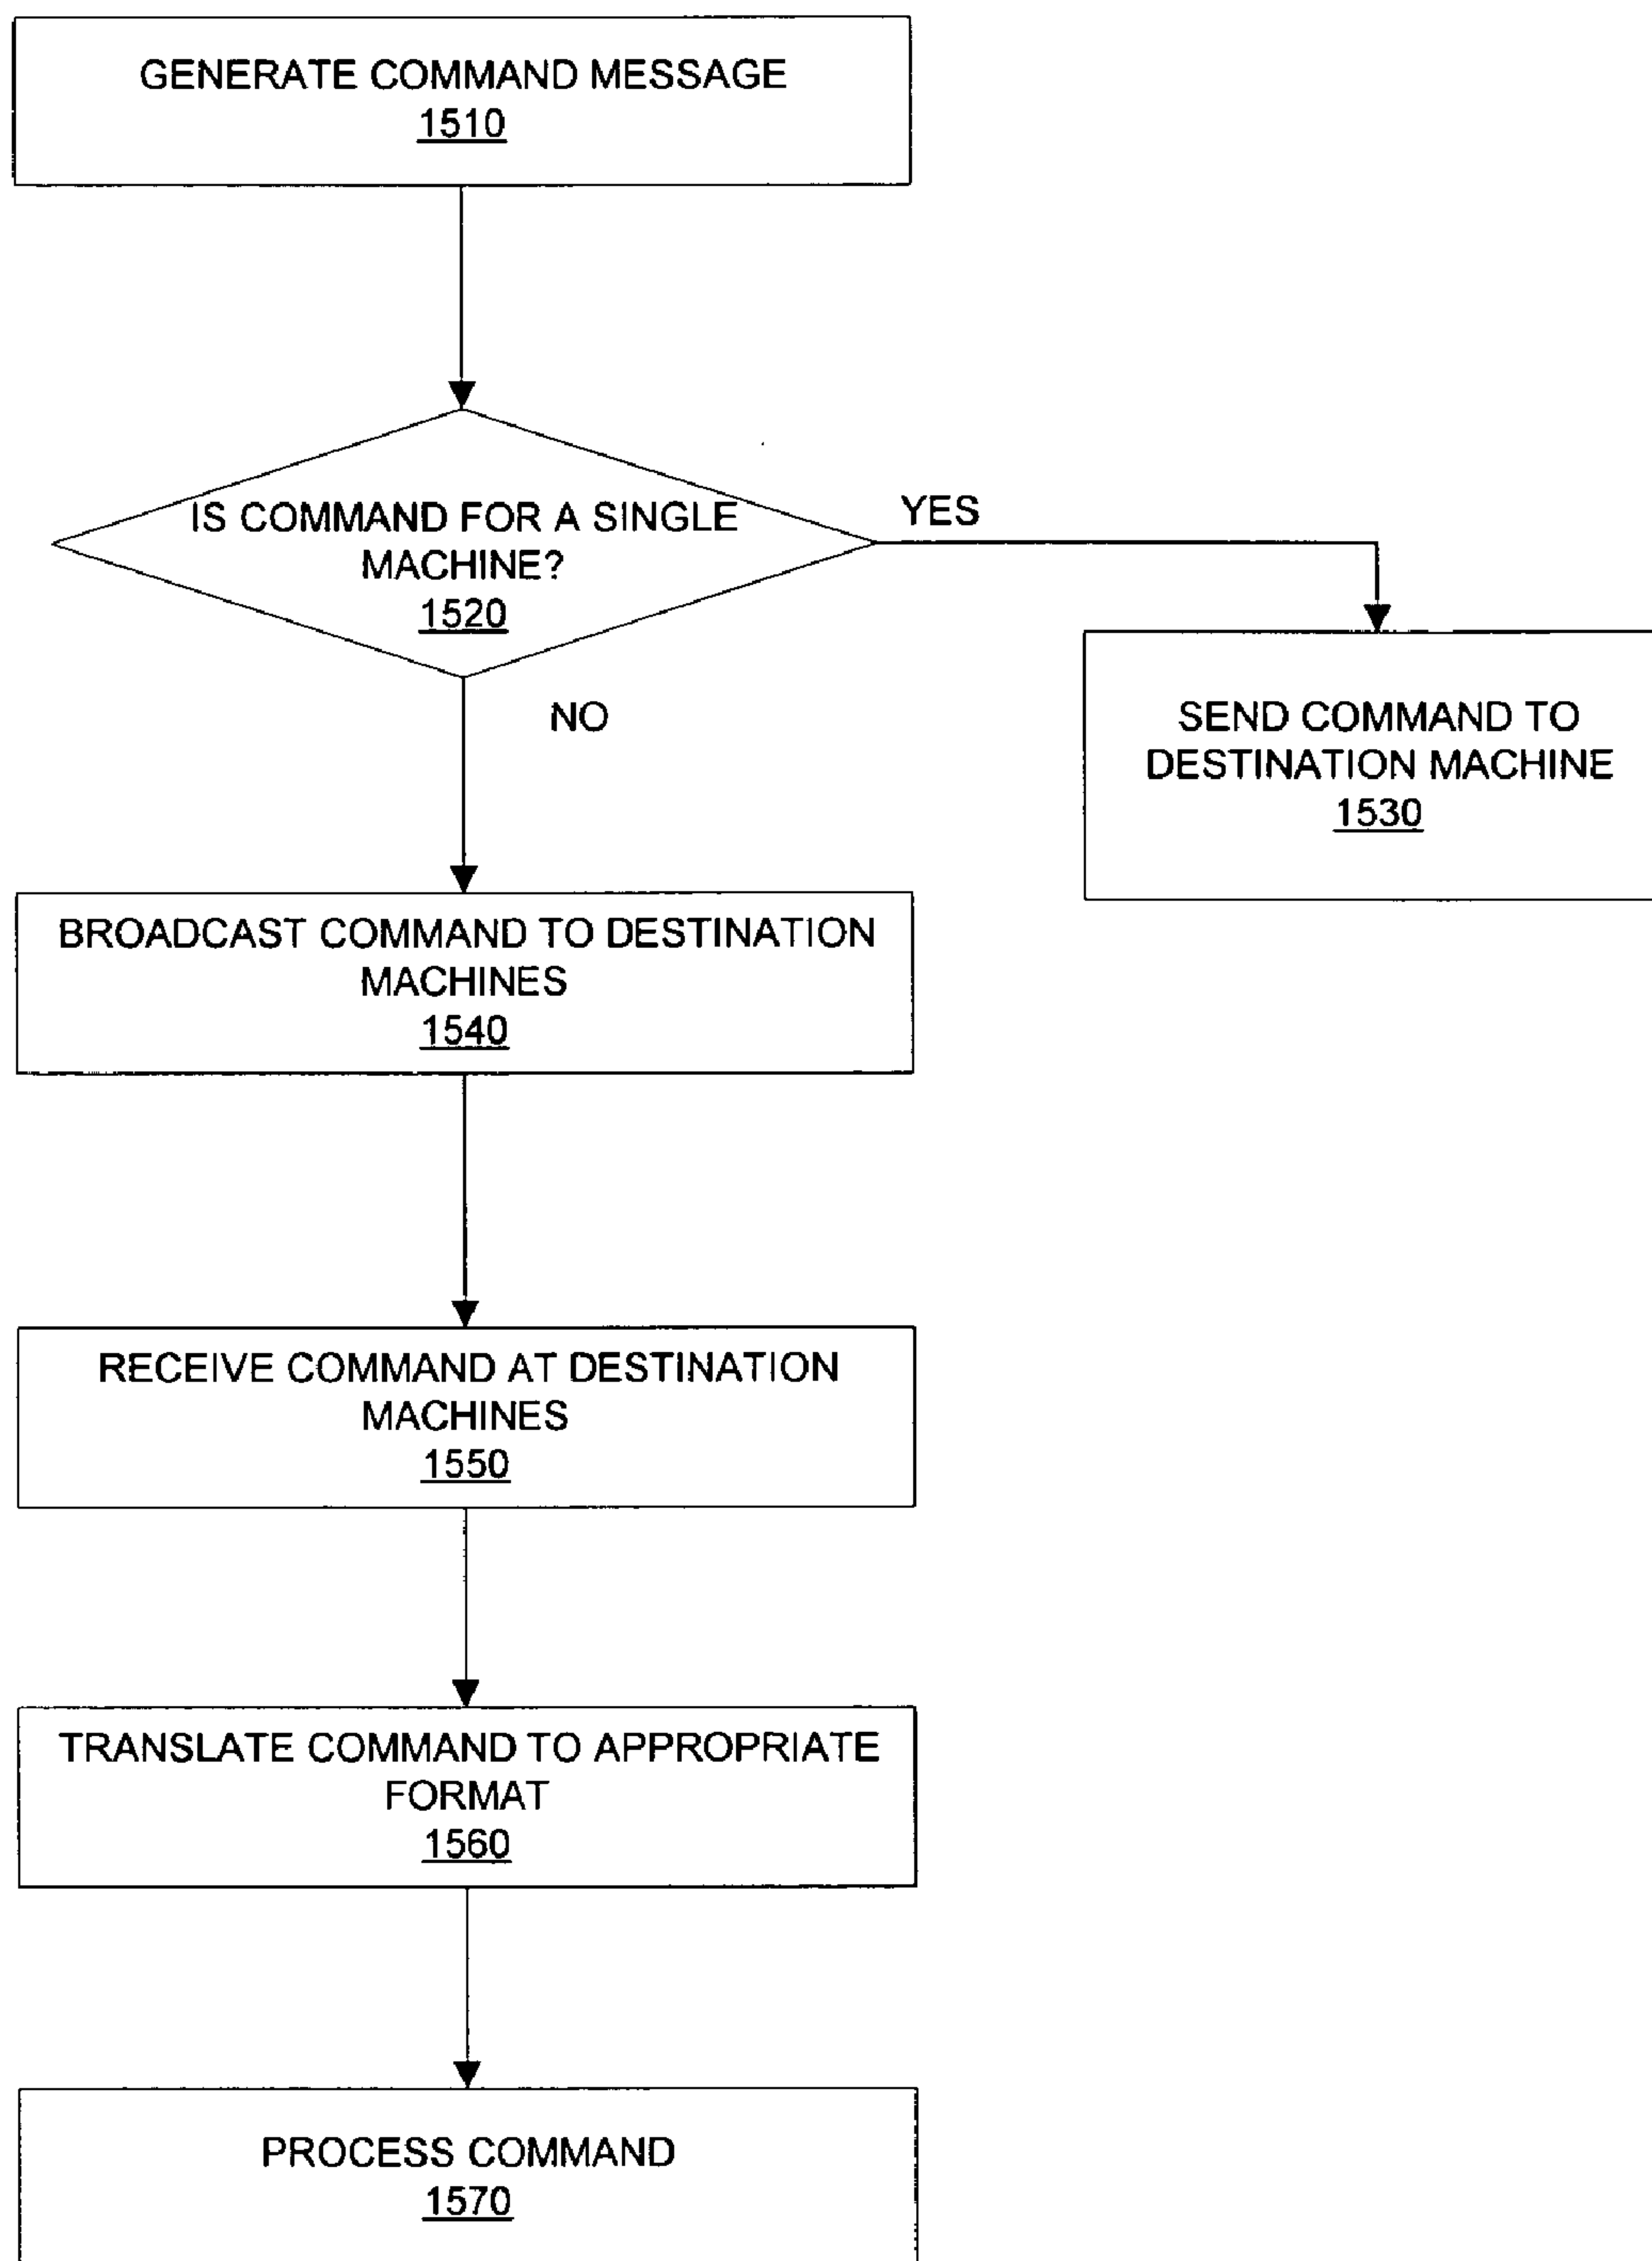 GENERATE COMMAND MESSAGE
1510
IS COMMAND FOR A SINGLE
MACHINE?
1520
YES
NO
SEND COMMAND TO
DESTINATION MACHINE
1530
BROADCAST COMMAND TO DESTINATION
MACHINES
1540
RECEIVE COMMAND AT DESTINATION
MACHINES
1550
TRANSLATE COMMAND TO APPROPRIATE
FORMAT
1560
PROCESS COMMAND
1570